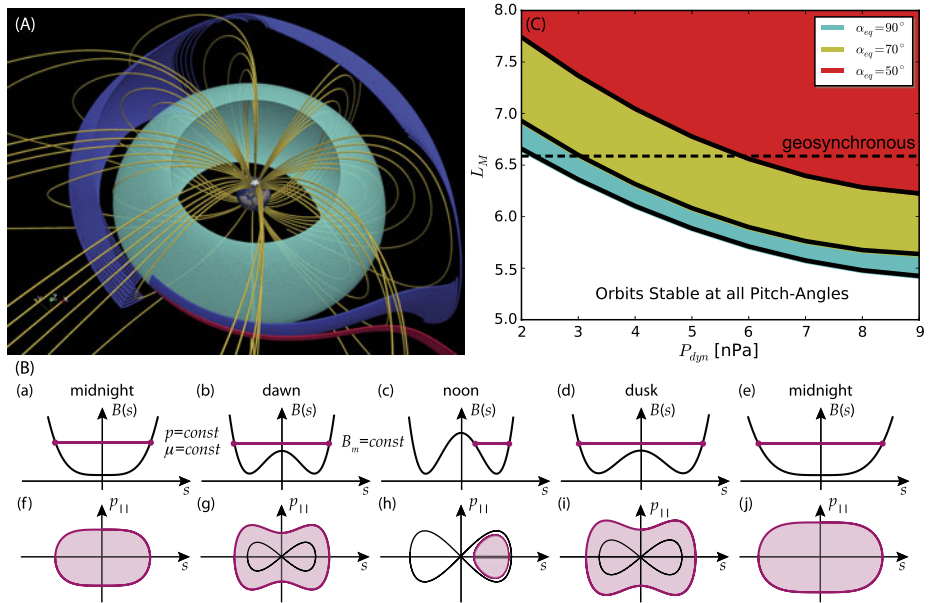 (A)
(C)
8.0
7.5
7.0
6.5
6.0
5.5
5.0
L_M
α_eq=90°
α_eq=70°
α_eq=50°
geosynchronous
Orbits Stable at all Pitch-Angles
2 3 4 5 6 7 8 9
P_dyn [nPa]
(B)
(a) midnight (b) dawn (c) noon (d) dusk (e) midnight
B(s) B(s) B(s) B(s) B(s)
p=const
μ=const
B_m=const
s s s s s
(f) p_|| (g) p_|| (h) p_|| (i) p_|| (j) p_||
s s s s s